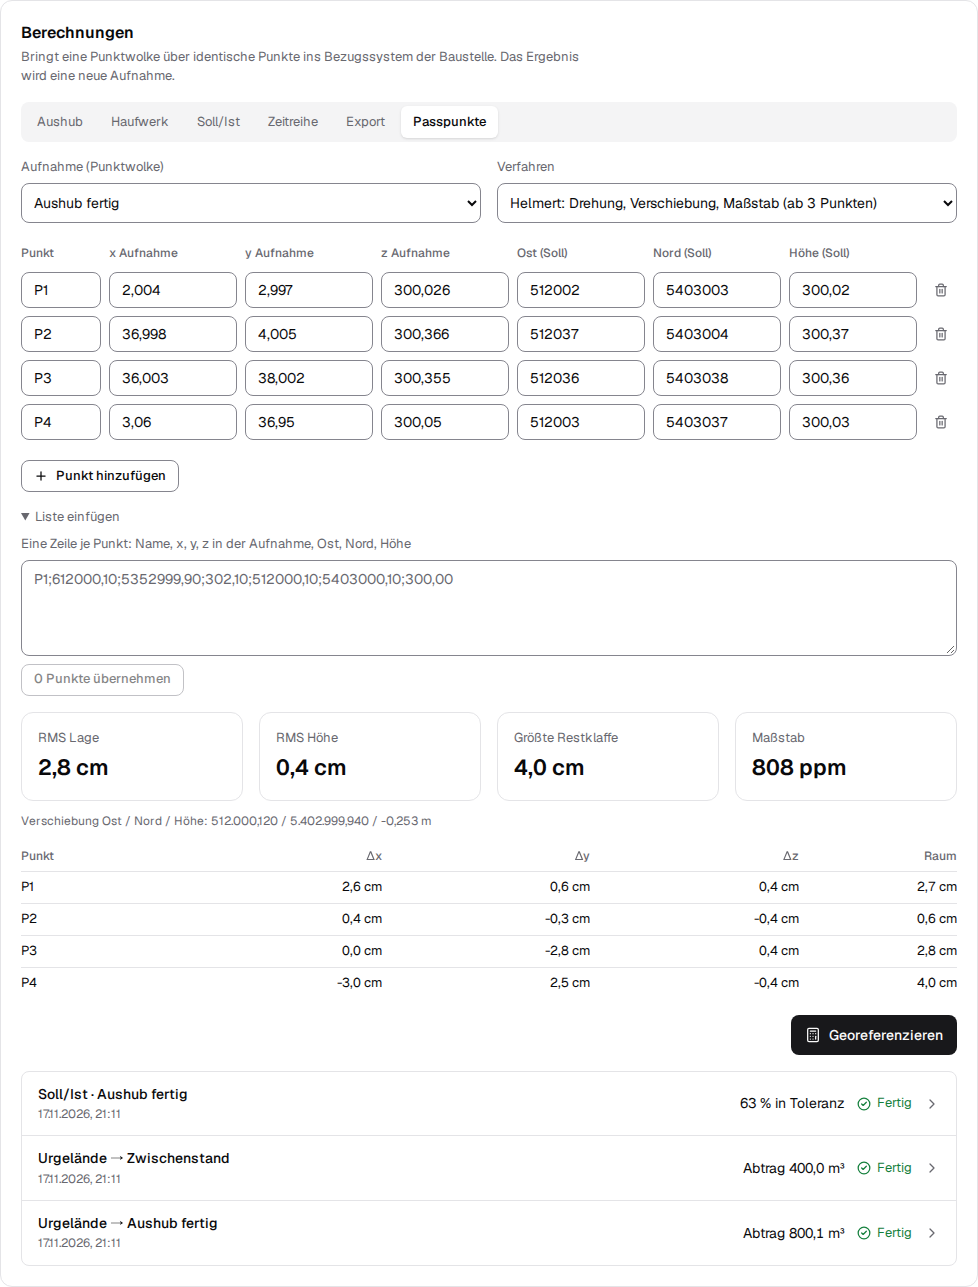 Berechnungen
Bringt eine Punktwolke über identische Punkte ins Bezugssystem der Baustelle. Das Ergebnis
wird eine neue Aufnahme.
Aushub Haufwerk Soll/Ist Zeitreihe Export Passpunkte
Aufnahme (Punktwolke) Verfahren
Aushub fertig Helmert: Drehung, Verschiebung, Maßstab (ab 3 Punkten)
Punkt x Aufnahme y Aufnahme z Aufnahme Ost (Soll) Nord (Soll) Höhe (Soll)
P1 2,004 2,997 300,026 512002 5403003 300,02
P2 36,998 4,005 300,366 512037 5403004 300,37
P3 36,003 38,002 300,355 512036 5403038 300,36
P4 3,06 36,95 300,05 512003 5403037 300,03
+ Punkt hinzufügen
▼ Liste einfügen
Eine Zeile je Punkt: Name, x, y, z in der Aufnahme, Ost, Nord, Höhe
P1;612000,10;5352999,90;302,10;512000,10;5403000,10;300,00
0 Punkte übernehmen
RMS Lage RMS Höhe Größte Restklaffe Maßstab
2,8 cm 0,4 cm 4,0 cm 808 ppm
Verschiebung Ost / Nord / Höhe: 512.000,120 / 5.402.999,940 / -0,253 m
Punkt Δx Δy Δz Raum
P1 2,6 cm 0,6 cm 0,4 cm 2,7 cm
P2 0,4 cm -0,3 cm -0,4 cm 0,6 cm
P3 0,0 cm -2,8 cm 0,4 cm 2,8 cm
P4 -3,0 cm 2,5 cm -0,4 cm 4,0 cm
Georeferenzieren
Soll/Ist · Aushub fertig
63 % in Toleranz Fertig
17.11.2026, 21:11
Urgelände → Zwischenstand
Abtrag 400,0 m³ Fertig
17.11.2026, 21:11
Urgelände → Aushub fertig
Abtrag 800,1 m³ Fertig
17.11.2026, 21:11